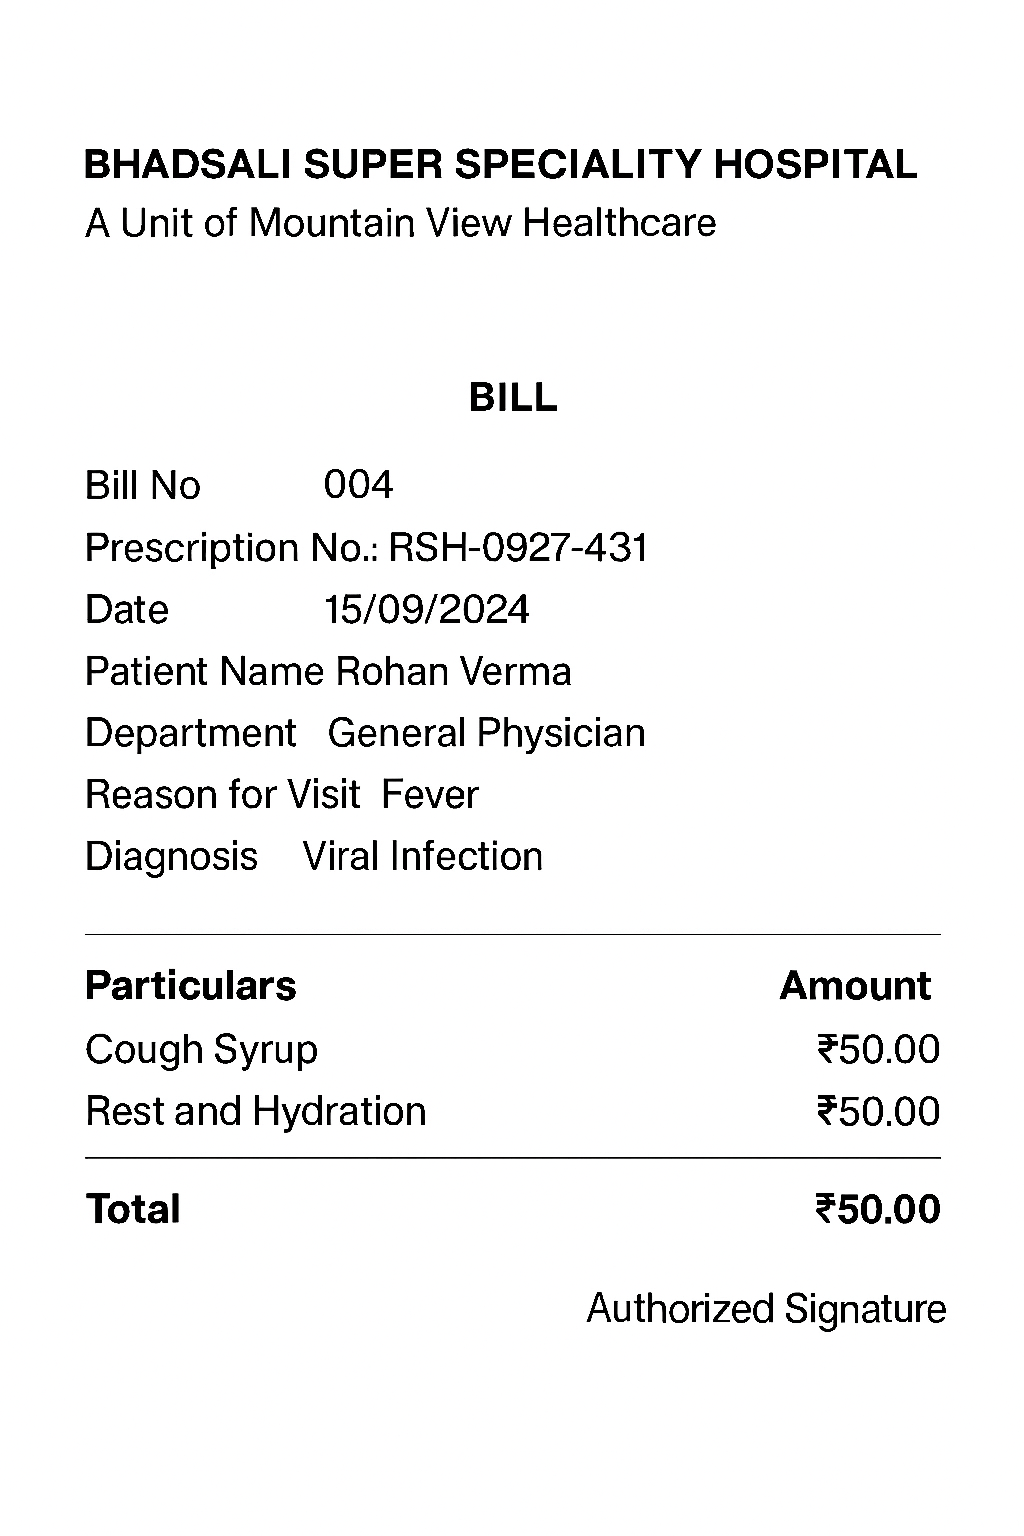 BHADSALI SUPER SPECIALITY HOSPITAL
A Unit of Mountain View Healthcare
BILL
Bill No 004
Prescription No.: RSH-0927-431
Date 15/09/2024
Patient Name Rohan Verma
Department General Physician
Reason for Visit Fever
Diagnosis Viral Infection
Particulars Amount
Cough Syrup ₹50.00
Rest and Hydration ₹50.00
Total ₹50.00
Authorized Signature